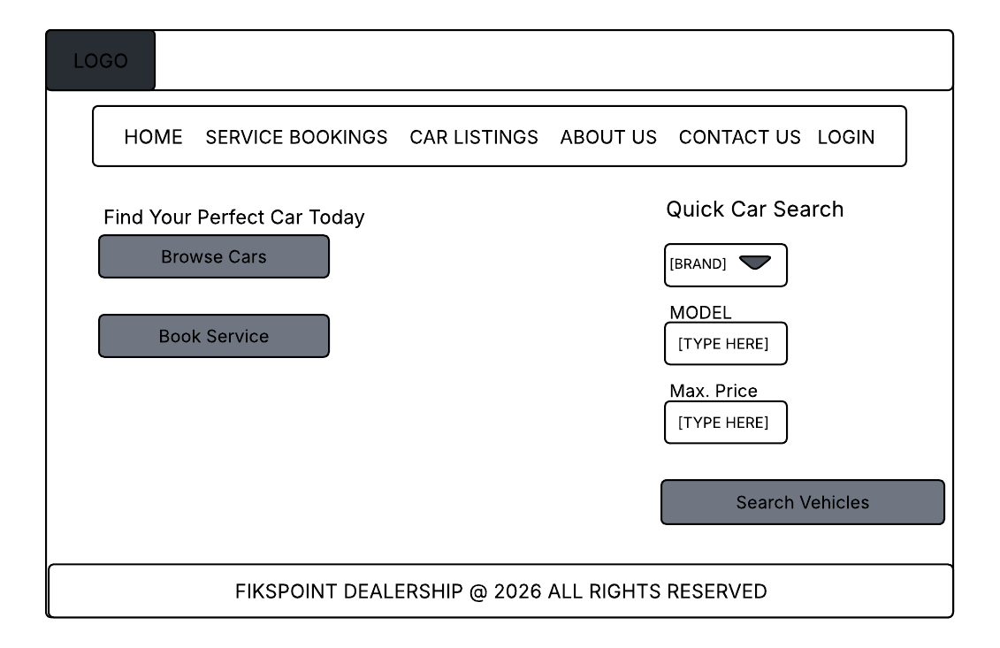 LOGO
HOME SERVICE BOOKINGS CAR LISTINGS ABOUT US CONTACT US LOGIN
Find Your Perfect Car Today
Browse Cars
Book Service
Quick Car Search
[BRAND]
MODEL
[TYPE HERE]
Max. Price
[TYPE HERE]
Search Vehicles
FIKSPOINT DEALERSHIP @ 2026 ALL RIGHTS RESERVED